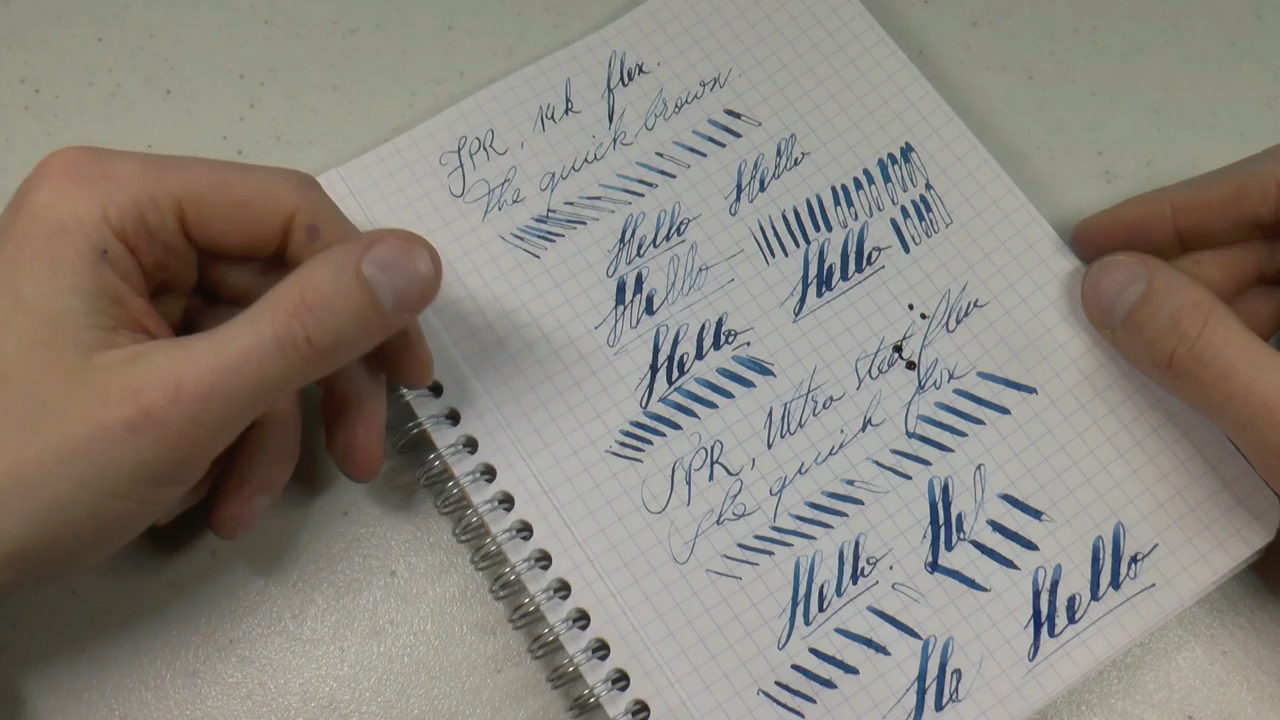 FPR, 14k flex.
The quick brown
Hello
Hello
Hello
Hello
Hello
FPR, Ultra steel flex
The quick fox
Hello.
Hel
He
Hello